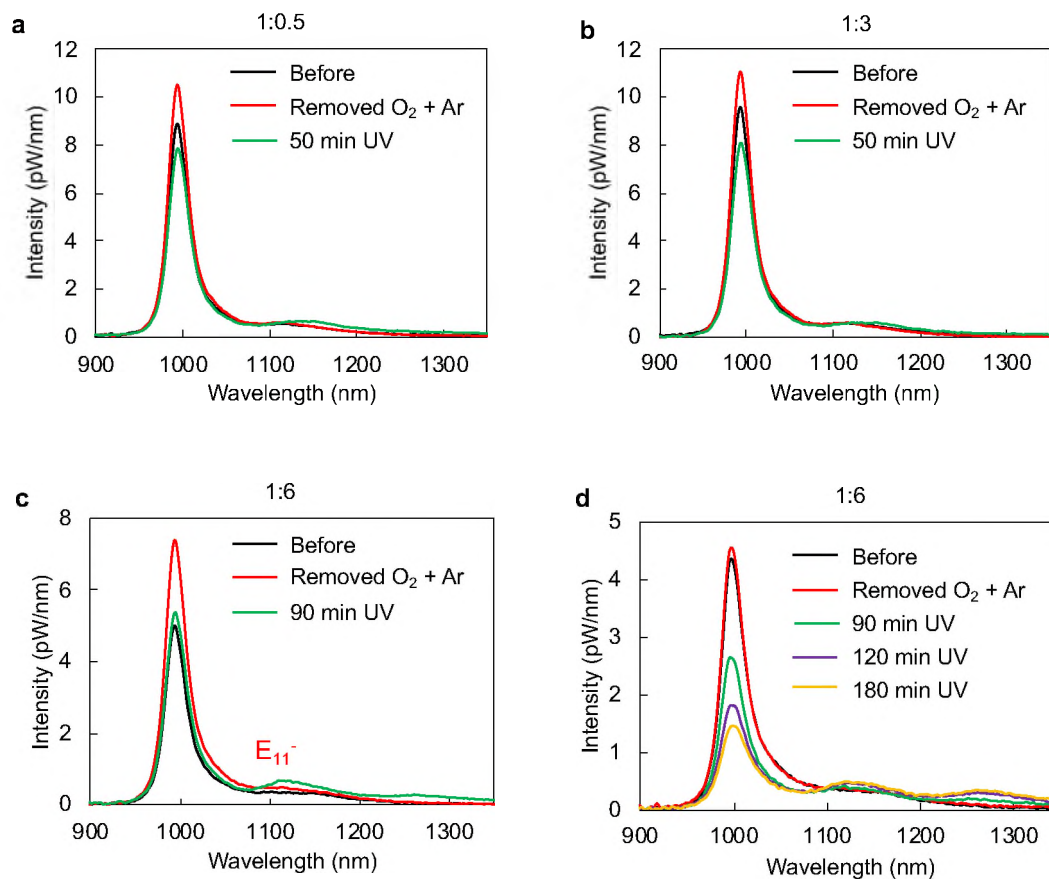 a
1:0.5
12
10
8
6
4
2
0
Intensity (pW/nm)
Before
Removed O₂ + Ar
50 min UV
900 1000 1100 1200 1300
Wavelength (nm)
b
1:3
12
10
8
6
4
2
0
Intensity (pW/nm)
Before
Removed O₂ + Ar
50 min UV
900 1000 1100 1200 1300
Wavelength (nm)
c
1:6
8
6
4
2
0
Intensity (pW/nm)
Before
Removed O₂ + Ar
90 min UV
E₁₁⁻
900 1000 1100 1200 1300
Wavelength (nm)
d
1:6
5
4
3
2
1
0
Intensity (pW/nm)
Before
Removed O₂ + Ar
90 min UV
120 min UV
180 min UV
900 1000 1100 1200 1300
Wavelength (nm)